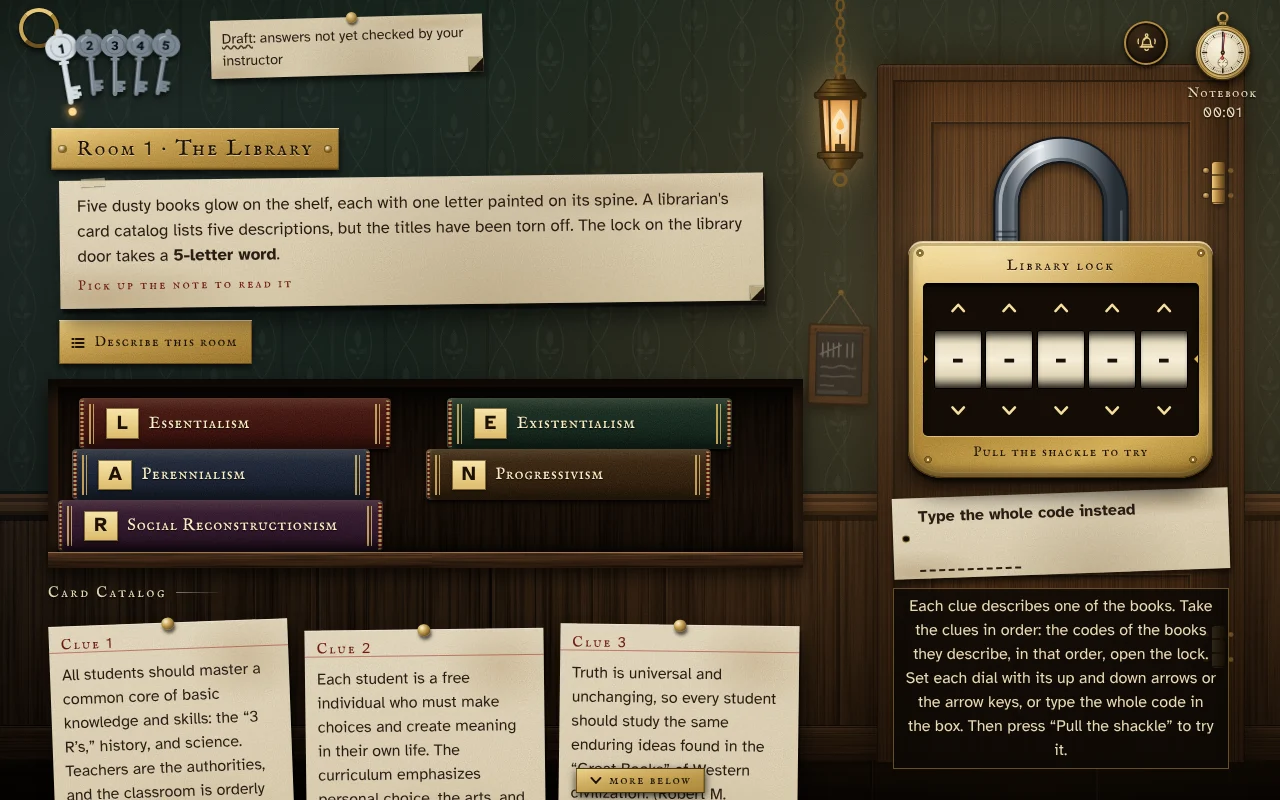 1 2 3 4 5
Draft: answers not yet checked by your
instructor
Notebook
00:01
Room 1 · The Library
Five dusty books glow on the shelf, each with one letter painted on its spine. A librarian's
card catalog lists five descriptions, but the titles have been torn off. The lock on the library
door takes a 5-letter word.
Pick up the note to read it
Describe this room
L Essentialism
E Existentialism
A Perennialism
N Progressivism
R Social Reconstructionism
Card Catalog
Clue 1
All students should master a
common core of basic
knowledge and skills: the “3
R’s,” history, and science.
Teachers are the authorities,
and the classroom is orderly
Clue 2
Each student is a free
individual who must make
choices and create meaning
in their own life. The
curriculum emphasizes
personal choice, the arts, and
Clue 3
Truth is universal and
unchanging, so every student
should study the same
enduring ideas found in the
“Great Books” of Western
civilization. (Robert M.
more below
Library lock
- - - - -
Pull the shackle to try
Type the whole code instead
Each clue describes one of the books. Take
the clues in order: the codes of the books
they describe, in that order, open the lock.
Set each dial with its up and down arrows or
the arrow keys, or type the whole code in
the box. Then press “Pull the shackle” to try
it.